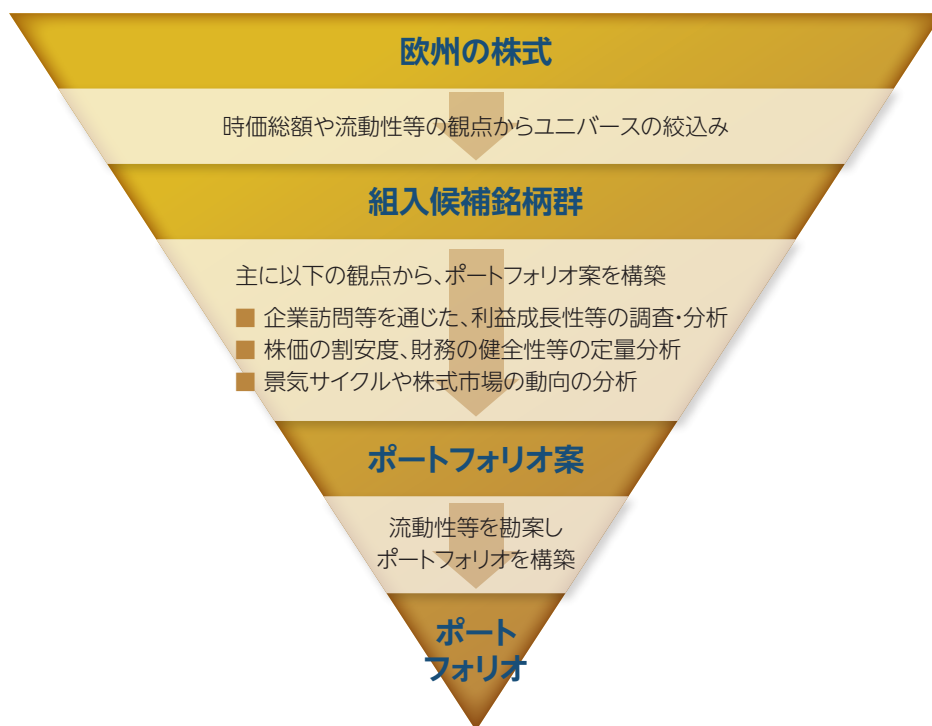 欧州の株式
時価総額や流動性等の観点からユニバースの絞込み
組入候補銘柄群
主に以下の観点から、ポートフォリオ案を構築
■ 企業訪問等を通じた、利益成長性等の調査・分析
■ 株価の割安度、財務の健全性等の定量分析
■ 景気サイクルや株式市場の動向の分析
ポートフォリオ案
流動性等を勘案し
ポートフォリオを構築
ポート
フォリオ